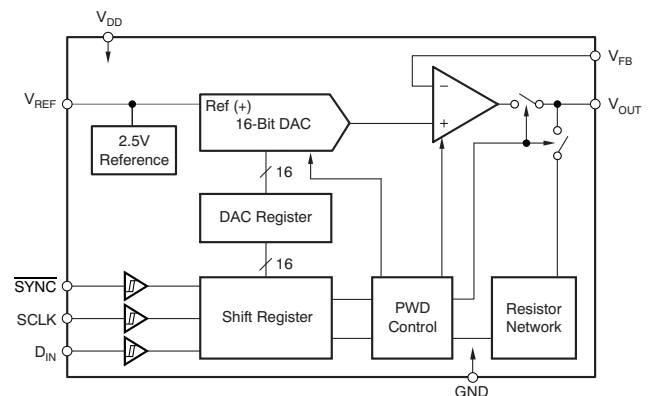 VDD
VFB
VREF
Ref (+)
16-Bit DAC
−
+
VOUT
2.5V
Reference
16
DAC Register
16
SYNC
SCLK
DIN
Shift Register
PWD
Control
Resistor
Network
GND